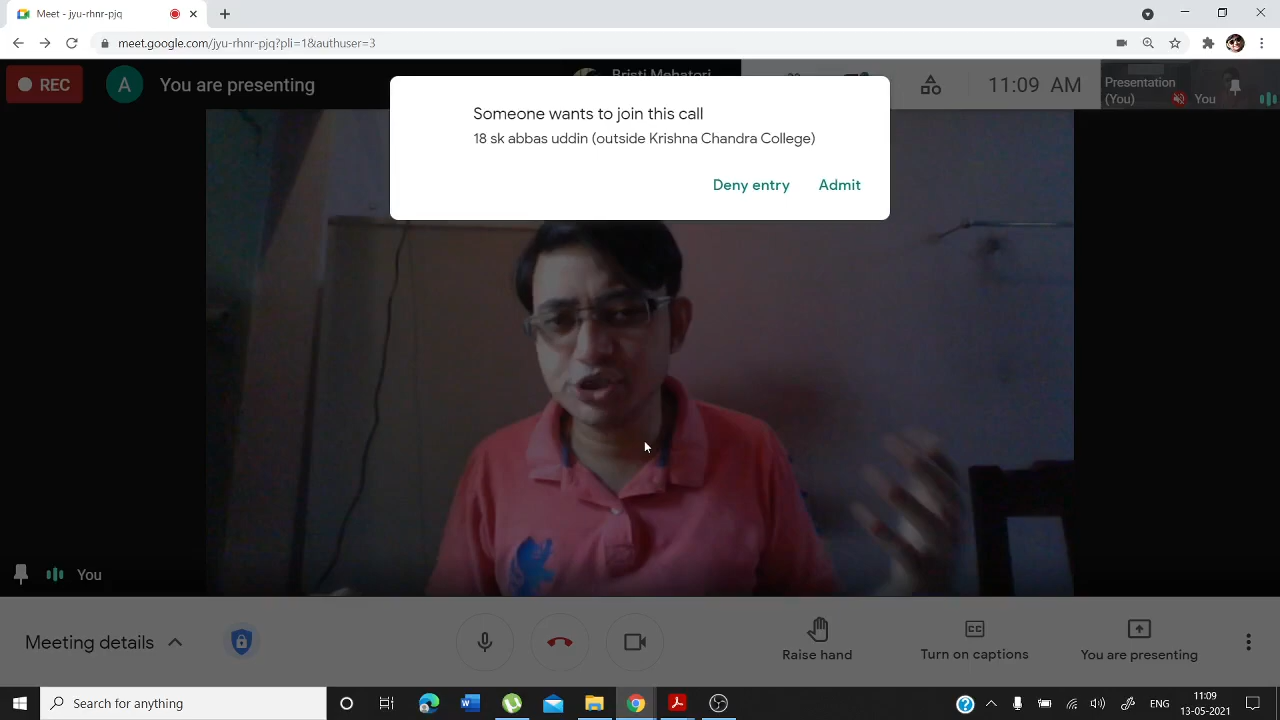 Meet - jyu-rhnr-pjq
meet.google.com/jyu-rhnr-pjq?pli=1&authuser=3
REC
A
You are presenting
Bristi Mehatori
11:09 AM
Presentation
(You)
You
Someone wants to join this call
18 sk abbas uddin (outside Krishna Chandra College)
Deny entry
Admit
You
Meeting details
Raise hand
CC
Turn on captions
You are presenting
Search for anything
ENG
11:09
13-05-2021